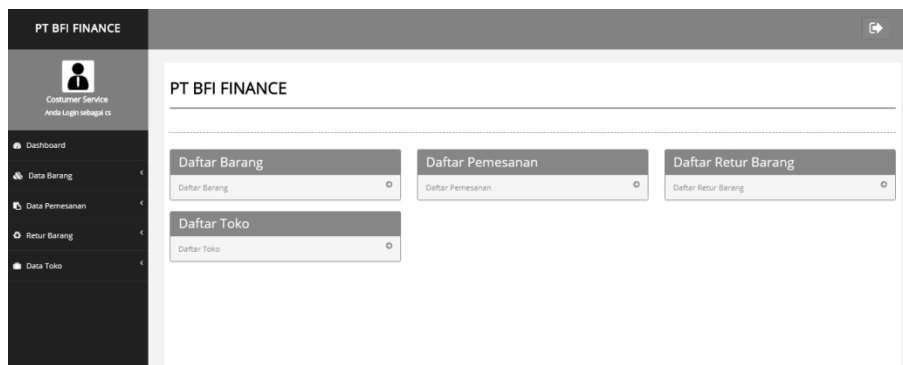 PT BFI FINANCE
Costumer Service
Anda Login sebagai cs
Dashboard
Data Barang
Data Pemesanan
Retur Barang
Data Toko
PT BFI FINANCE
Daftar Barang
Daftar Barang
Daftar Pemesanan
Daftar Pemesanan
Daftar Retur Barang
Daftar Retur Barang
Daftar Toko
Daftar Toko